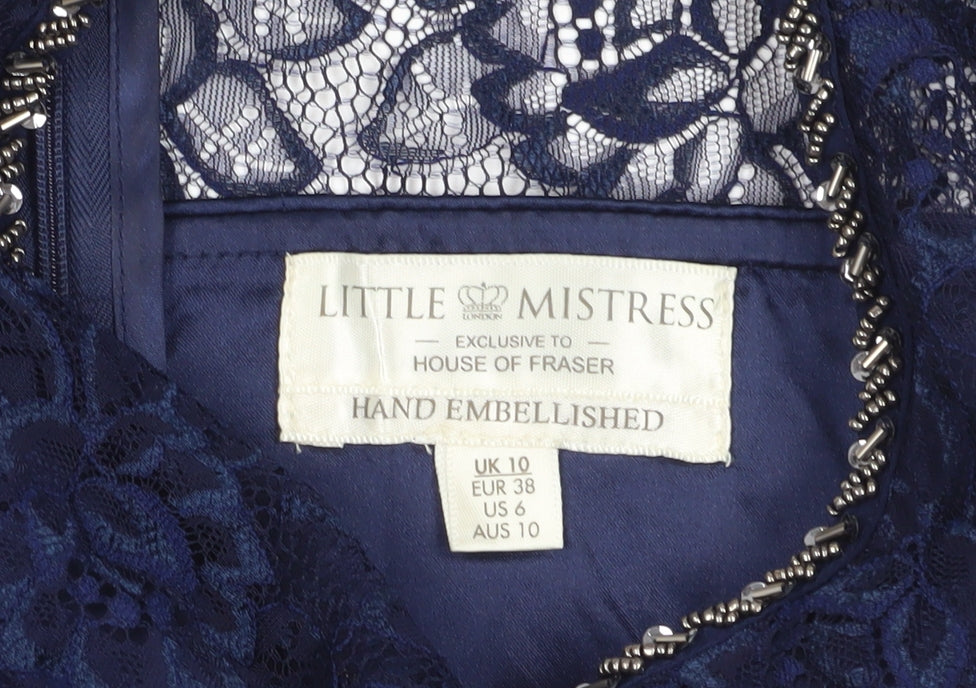 LITTLE MISTRESS
LONDON
EXCLUSIVE TO
HOUSE OF FRASER
HAND EMBELLISHED
UK 10
EUR 38
US 6
AUS 10